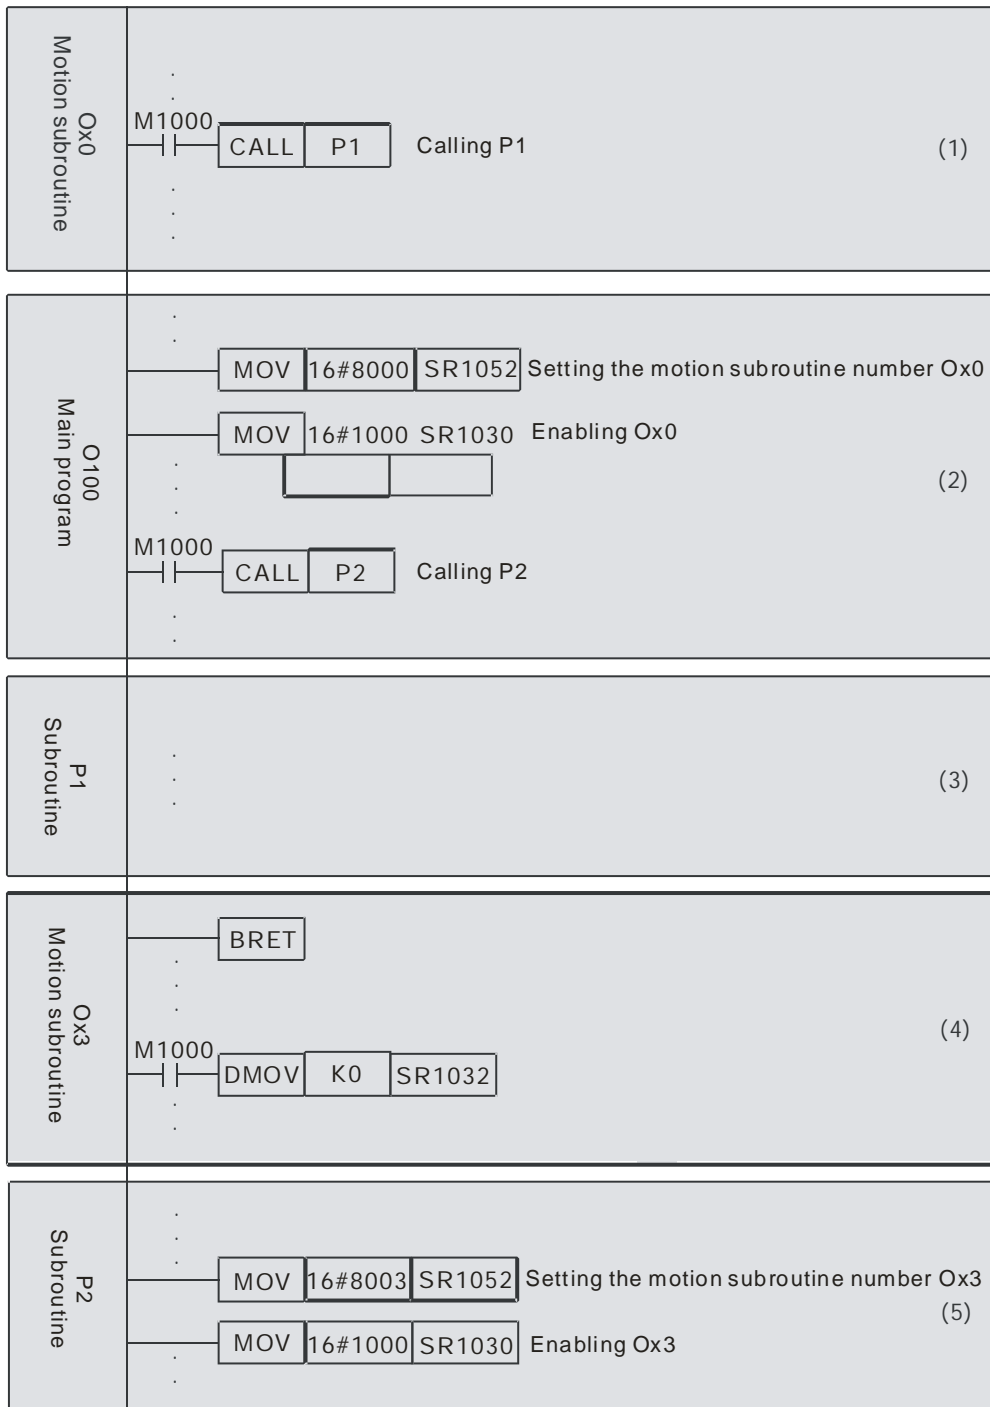 Ox0
Motion subroutine
M1000
CALL P1 Calling P1
(1)
O100
Main program
MOV 16#8000 SR1052 Setting the motion subroutine number Ox0
MOV 16#1000 SR1030 Enabling Ox0
(2)
M1000
CALL P2 Calling P2
P1
Subroutine
(3)
Ox3
Motion subroutine
BRET
(4)
M1000
DMOV K0 SR1032
P2
Subroutine
MOV 16#8003 SR1052 Setting the motion subroutine number Ox3
(5)
MOV 16#1000 SR1030 Enabling Ox3